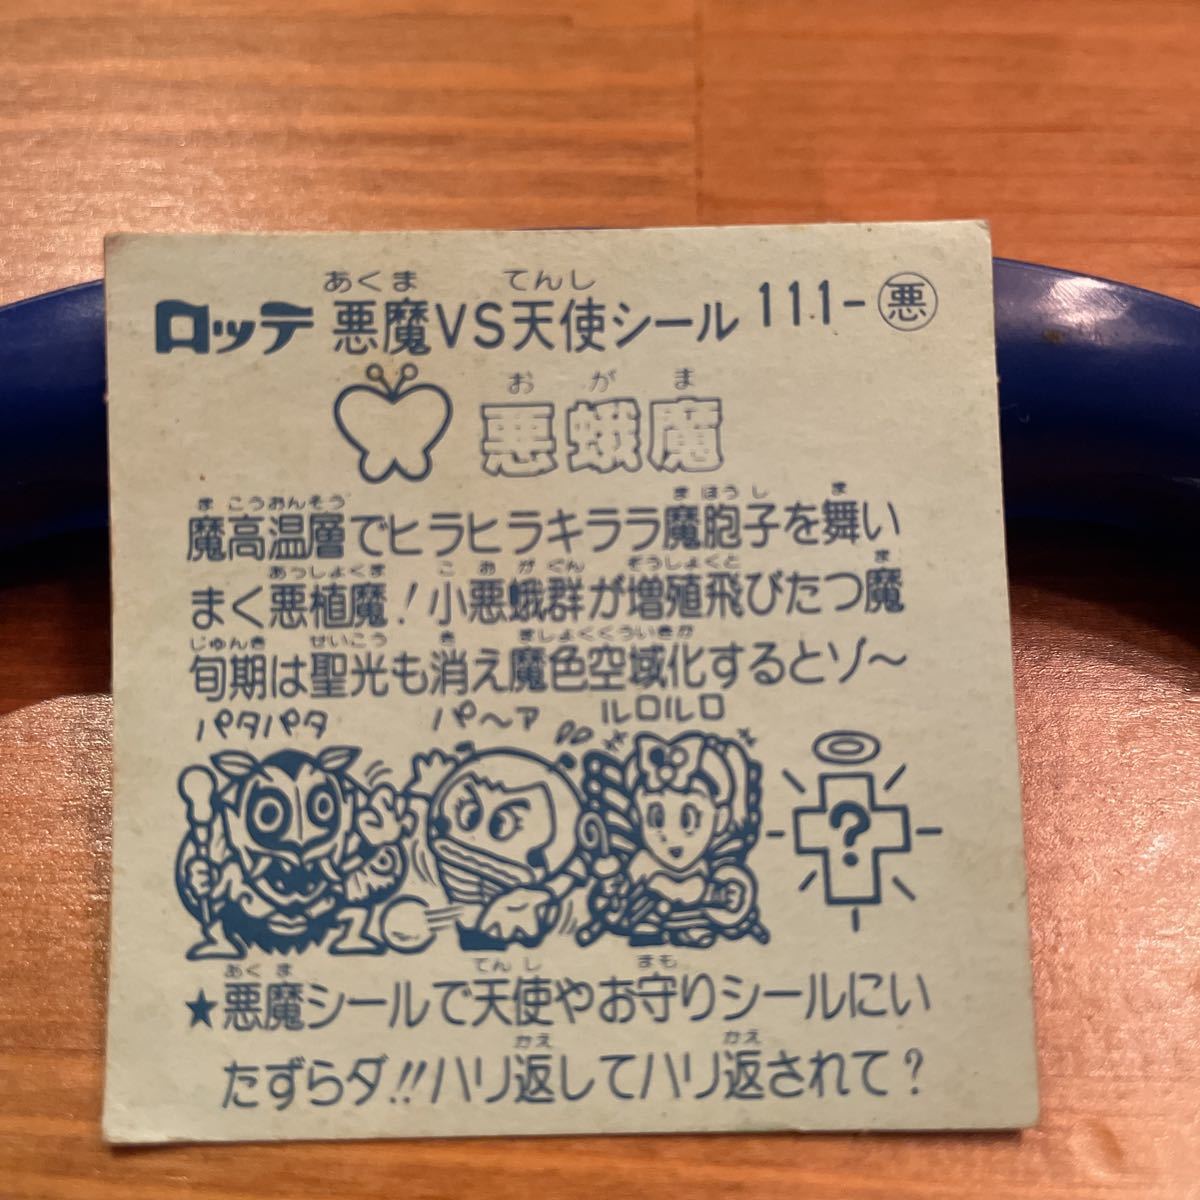 あくま てんし
ロッテ 悪魔VS天使シール 111-悪
おがま
悪蛾魔
まこうおんそう まほうし ま
魔高温層でヒラヒラキララ魔胞子を舞い
あっしょくま こおがぐん ぞうしょくと ま
まく悪植魔!小悪蛾群が増殖飛びたつ魔
じゅんき せいこう き ましょくくういきか
旬期は聖光も消え魔色空域化するとゾ〜
パタパタ パ〜ア ルロルロ
?
あくま てんし まも
★悪魔シールで天使やお守りシールにい
かえ かえ
たずらダ!!ハリ返してハリ返されて?